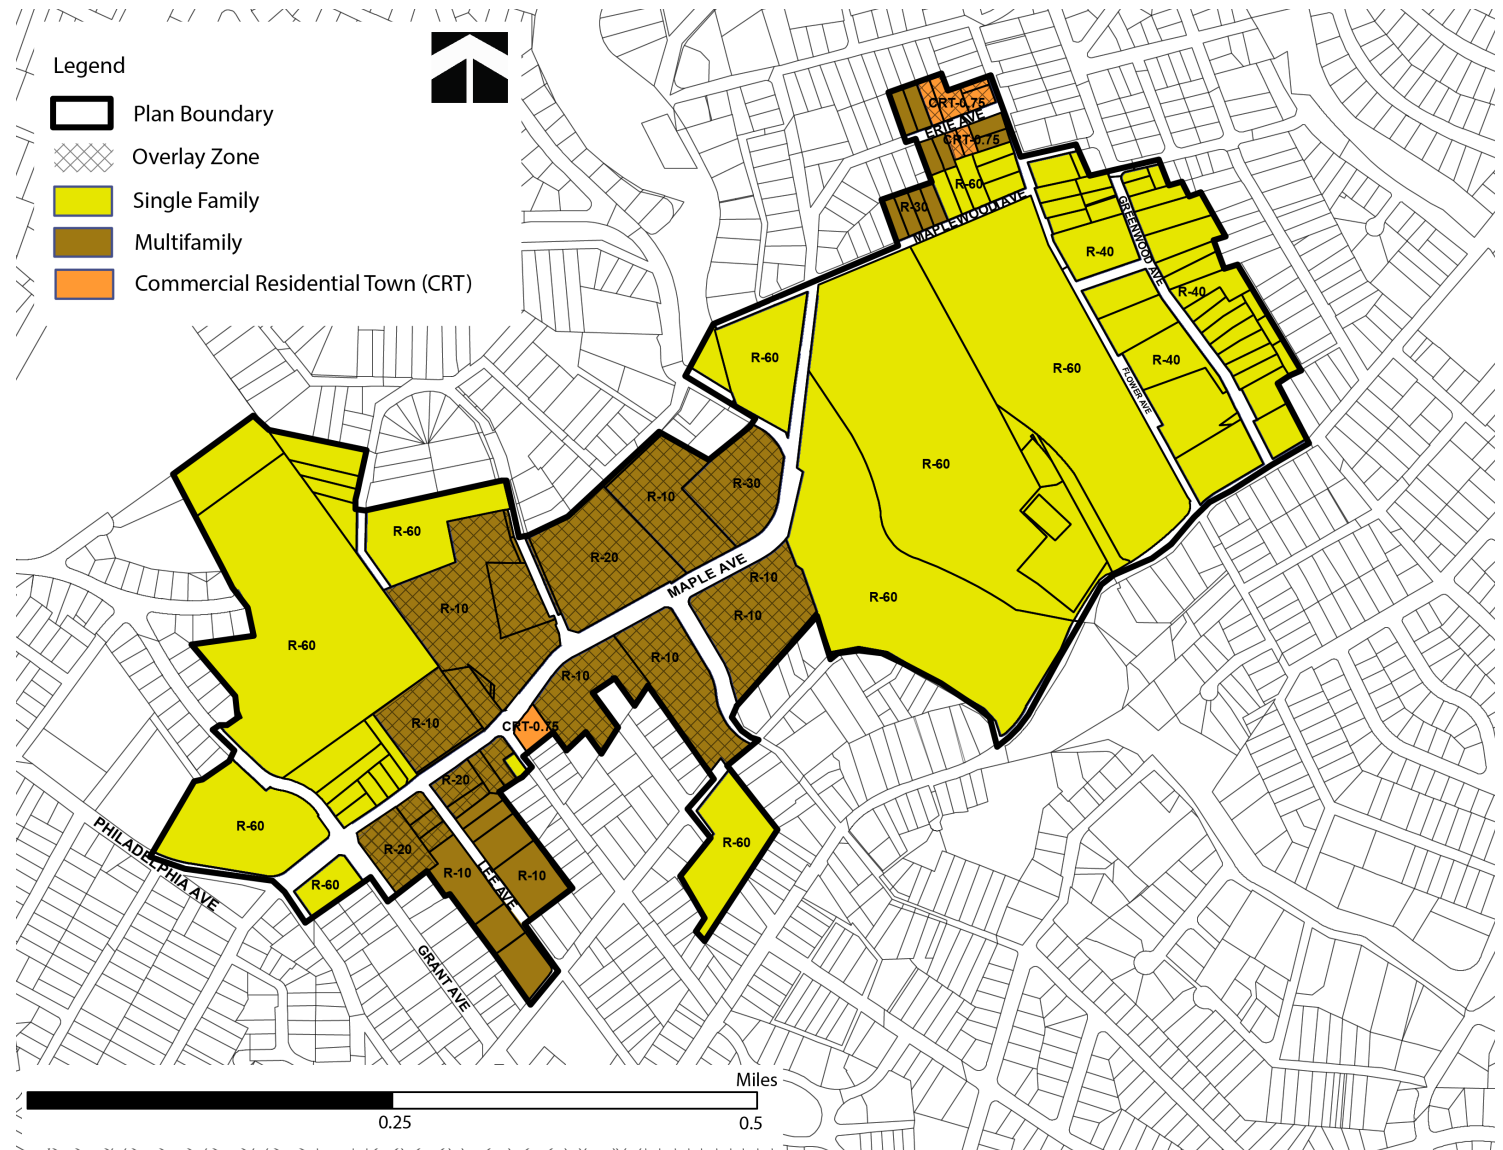 Legend
Plan Boundary
Overlay Zone
Single Family
Multifamily
Commercial Residential Town (CRT)
CRT-0.75
ERIE AVE
CRT-0.75
R-60
R-30
MAPLEWOOD AVE
GREENWOOD AVE
R-40
R-40
R-60
R-40
R-60
FLOWER AVE
R-60
R-30
R-10
R-60
R-20
MAPLE AVE
R-10
R-60
R-10
R-10
R-60
R-10
R-10
R-10
CRT-0.75
R-20
R-60
R-20
R-60
R-10
R-10
LEE AVE
R-60
PHILADELPHIA AVE
GRANT AVE
Miles
0.25
0.5